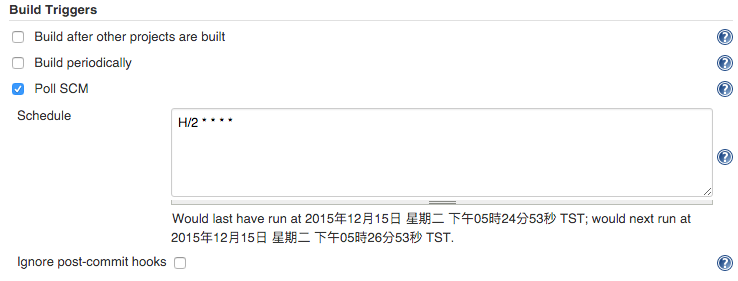 Build Triggers
Build after other projects are built
Build periodically
Poll SCM
Schedule
H/2 * * * *
Would last have run at 2015年12月15日 星期二 下午05時24分53秒 TST; would next run at
2015年12月15日 星期二 下午05時26分53秒 TST.
Ignore post-commit hooks